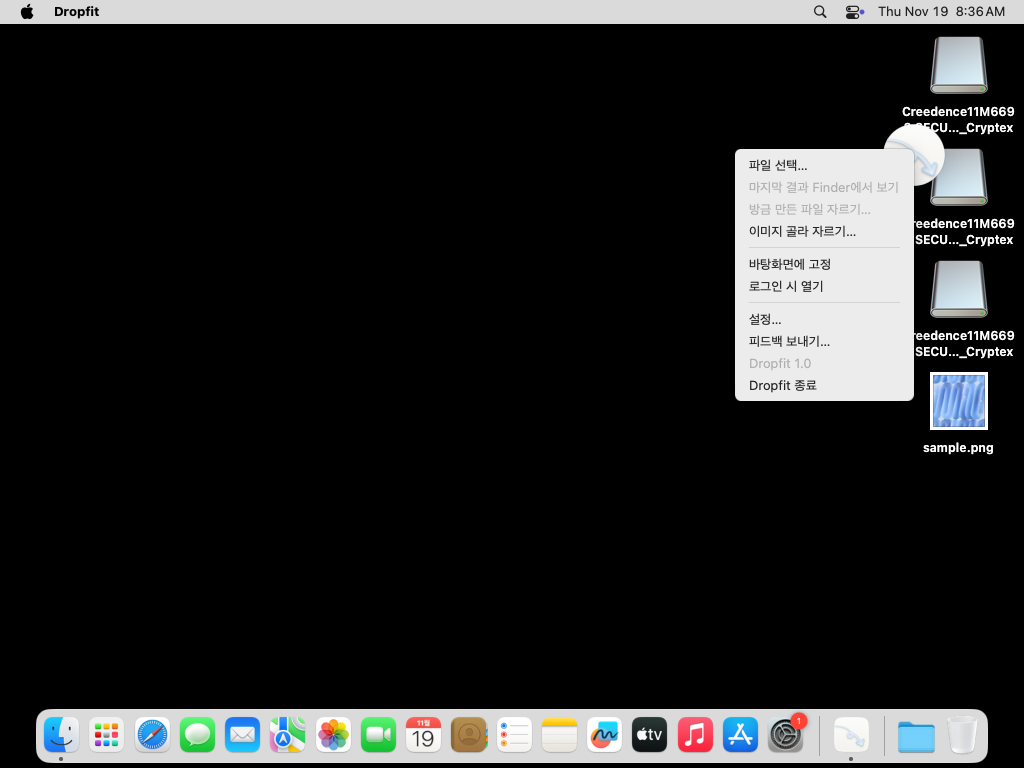 Dropfit
Thu Nov 19 8:36 AM
Creedence11M669
SECU..._Cryptex
파일 선택...
마지막 결과 Finder에서 보기
방금 만든 파일 자르기...
이미지 골라 자르기...
바탕화면에 고정
로그인 시 열기
설정...
피드백 보내기...
Dropfit 1.0
Dropfit 종료
reedence11M669
SECU..._Cryptex
reedence11M669
SECU..._Cryptex
sample.png
11월
19
tv
1